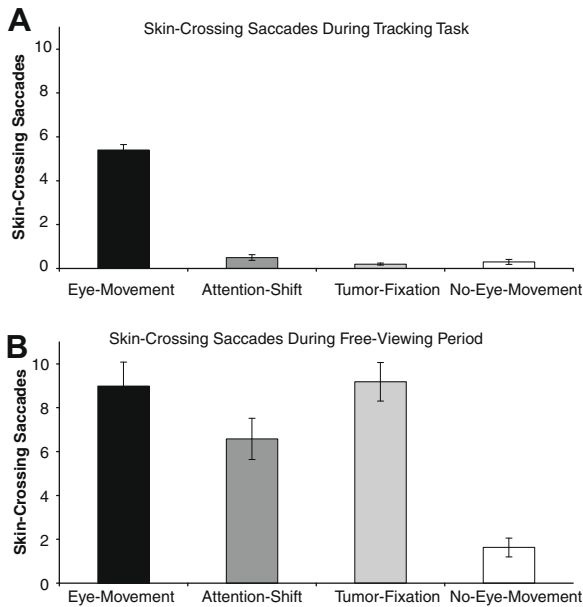 A
Skin-Crossing Saccades During Tracking Task
10
8
6
4
2
0
Skin-Crossing Saccades
Eye-Movement Attention-Shift Tumor-Fixation No-Eye-Movement
B
Skin-Crossing Saccades During Free-Viewing Period
10
8
6
4
2
0
Skin-Crossing Saccades
Eye-Movement Attention-Shift Tumor-Fixation No-Eye-Movement